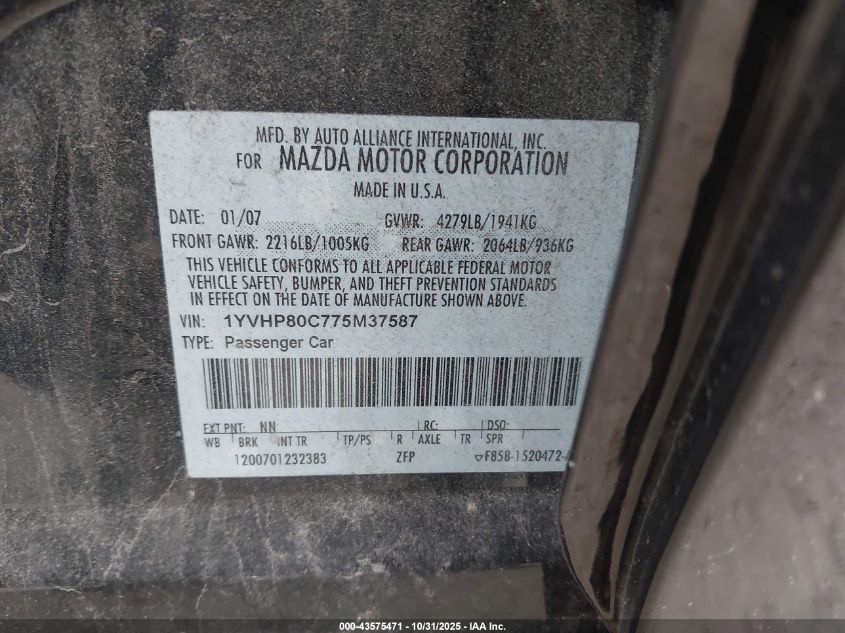 MFD. BY AUTO ALLIANCE INTERNATIONAL, INC.
FOR MAZDA MOTOR CORPORATION
MADE IN U.S.A.
DATE: 01/07 GVWR: 4279LB/1941KG
FRONT GAWR: 2216LB/1005KG REAR GAWR: 2064LB/936KG
THIS VEHICLE CONFORMS TO ALL APPLICABLE FEDERAL MOTOR
VEHICLE SAFETY, BUMPER, AND THEFT PREVENTION STANDARDS
IN EFFECT ON THE DATE OF MANUFACTURE SHOWN ABOVE.
VIN: 1YVHP80C775M37587
TYPE: Passenger Car
EXT PNT: NN RC: DSO:
WB BRK INT TR TP/PS R AXLE TR SPR
1200701232383 ZFP F85B-1520472-
000-43575471 - 10/31/2025 - IAA Inc.